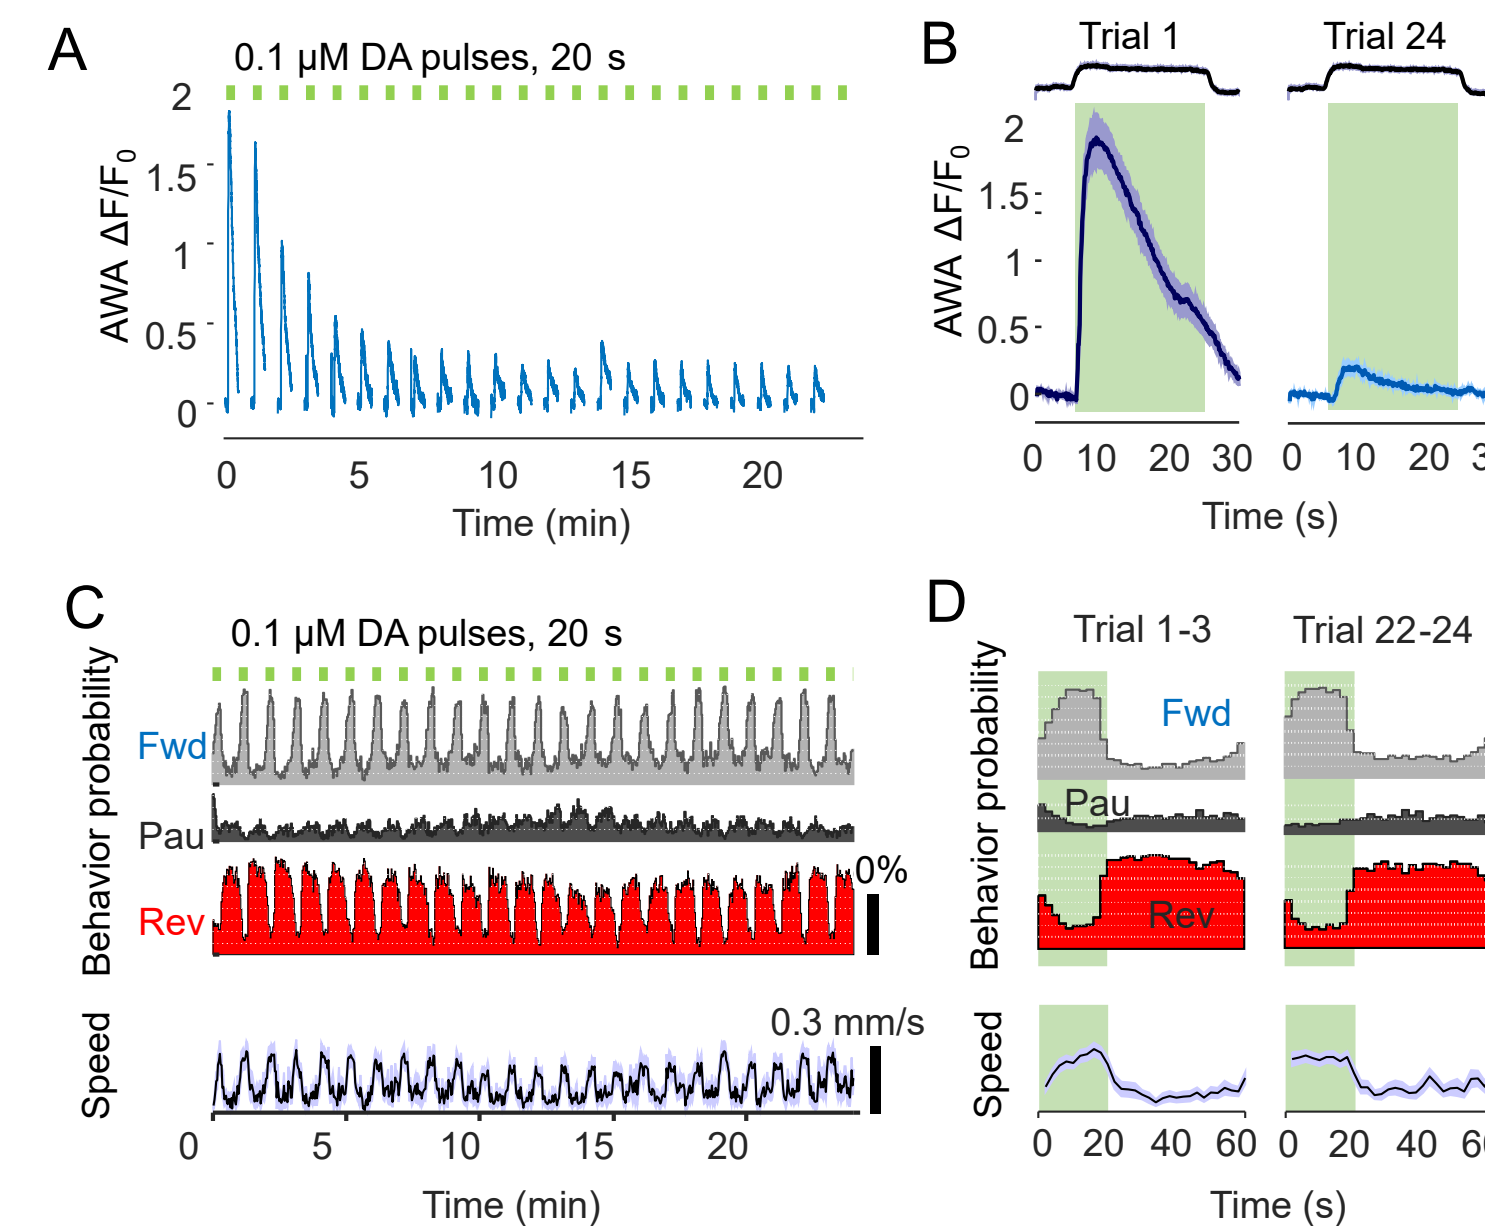 A
0.1 µM DA pulses, 20 s
2
1.5
1
0.5
0
AWA ΔF/F0
0 5 10 15 20
Time (min)
B
Trial 1 Trial 24
2
1.5
1
0.5
0
AWA ΔF/F0
0 10 20 30 0 10 20 3
Time (s)
C
0.1 µM DA pulses, 20 s
Behavior probability
Fwd
Pau
Rev
0%
Speed
0.3 mm/s
0 5 10 15 20
Time (min)
D
Trial 1-3 Trial 22-24
Behavior probability
Fwd
Pau
Rev
Speed
0 20 40 60 0 20 40 6
Time (s)